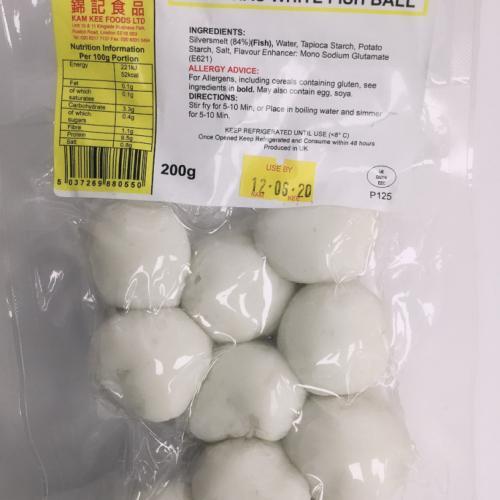 錦記食品
KAM KEE FOODS LTD
WHITE FISH BALL
INGREDIENTS:
Silversmelt (84%)(Fish), Water, Tapioca Starch, Potato
Starch, Salt, Flavour Enhancer: Mono Sodium Glutamate
(E621)
ALLERGY ADVICE:
For Allergens, including cereals containing gluten, see
ingredients in bold. May also contain egg, soya.
DIRECTIONS:
Stir fry for 5-10 Min, or Place in boiling water and simmer
for 5-10 Min.
KEEP REFRIGERATED UNTIL USE (<8° C)
Once Opened Keep Refrigerated and Consume within 48 hours
Produced in UK
Nutrition Information
Per 100g Portion
Energy 221kJ
52kcal
Fat 0.1g
of which
saturates 0.1g
Carbohydrate 3.3g
of which
sugars 0.4g
Fibre 1.1g
Protein 8.5g
Salt 0.8g
5 037269 880550
200g
USE BY
12-05-20
KAM KEE
UK
EEC
P125